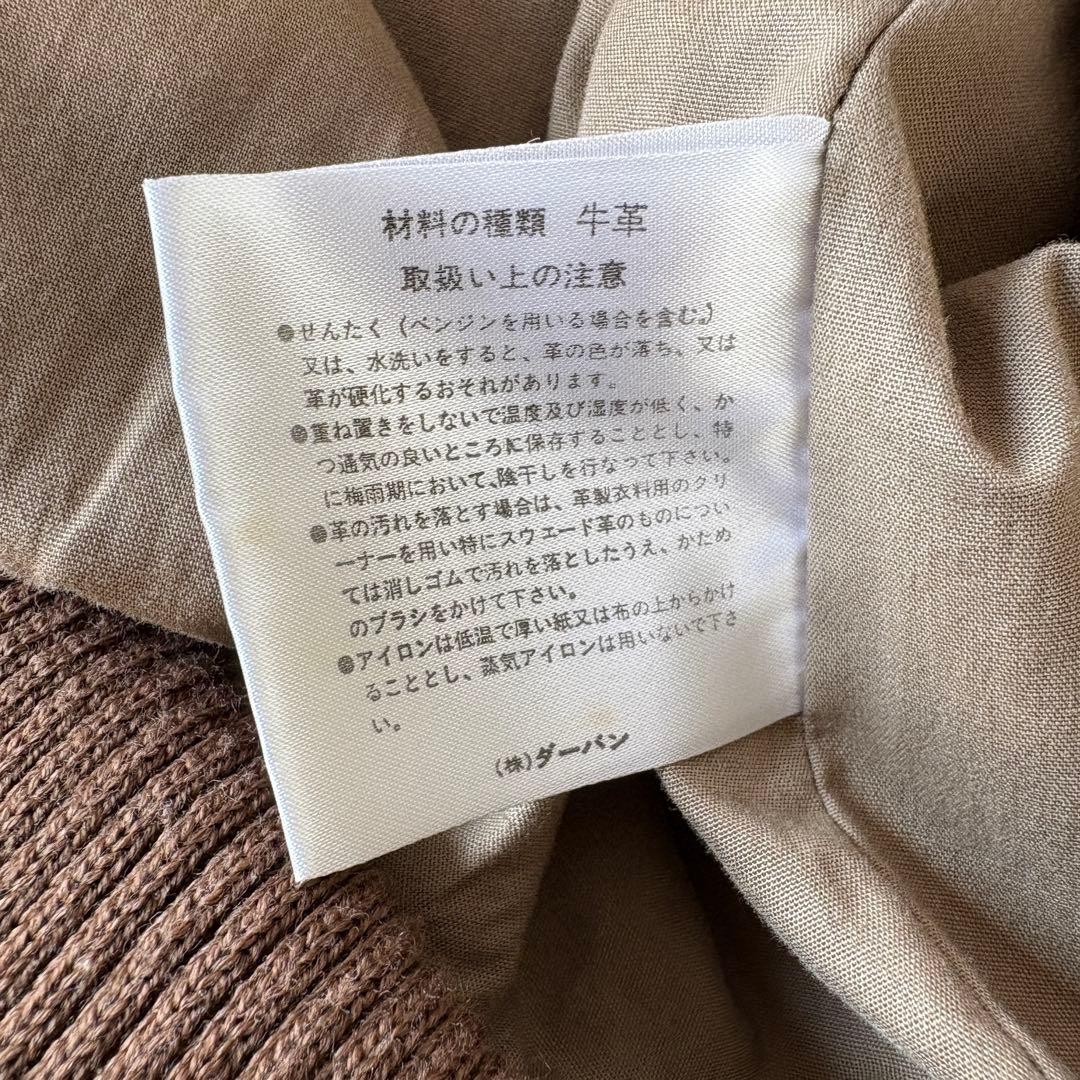 材料の種類 牛革
取扱い上の注意
●せんたく(ベンジンを用いる場合を含む。)
又は、水洗いをすると、革の色が落ち、又は
革が硬化するおそれがあります。
●重ね置きをしないで温度及び湿度が低く、か
つ通気の良いところに保存することとし、特
に梅雨期において、陰干しを行なって下さい。
●革の汚れを落とす場合は、革製衣料用のクリ
ーナーを用い特にスウェード革のものについ
ては消しゴムで汚れを落としたうえ、かため
のブラシをかけて下さい。
●アイロンは低温で厚い紙又は布の上からかけ
ることとし、蒸気アイロンは用いないで下さ
い。
(株)ダーバン